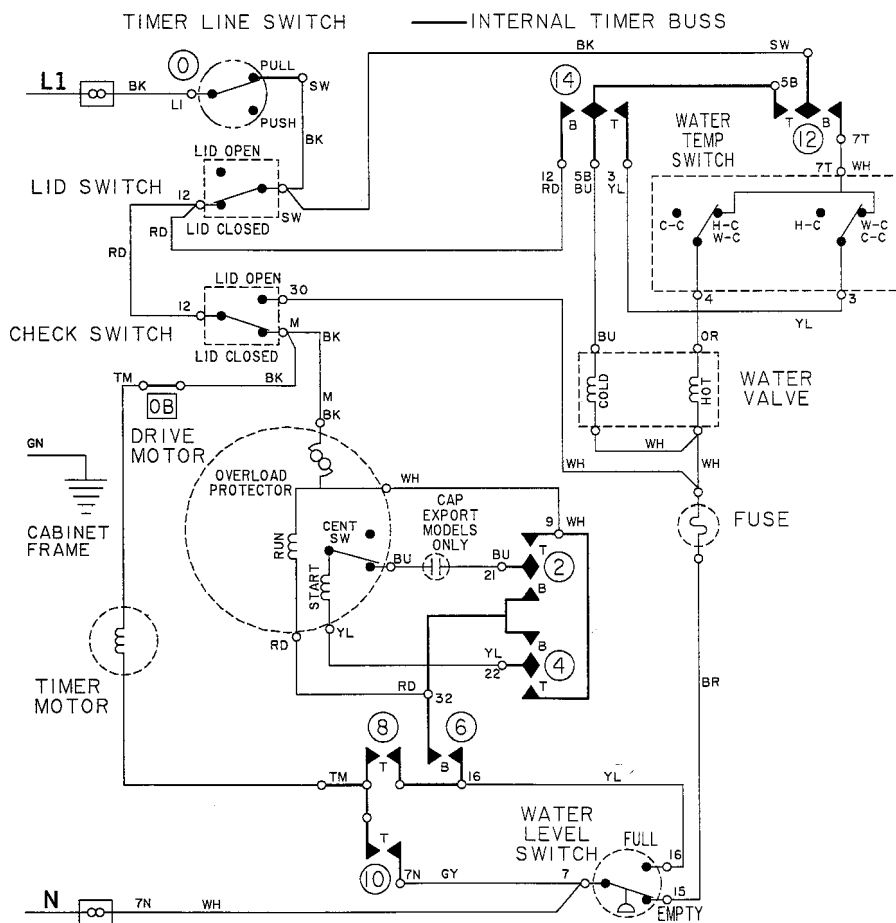 TIMER LINE SWITCH
INTERNAL TIMER BUSS
BK
SW
0
PULL
L1
BK
SW
5B
14
L1
PUSH
B
T
T
B
WATER
TEMP
SWITCH
12
7T
BK
LID OPEN
LID SWITCH
12
12
RD
5B
BU
3
YL
7T
WH
SW
C-C
H-C
W-C
H-C
W-C
C-C
RD
LID CLOSED
RD
LID OPEN
30
12
4
3
M
BK
YL
CHECK SWITCH
LID CLOSED
BU
OR
TM
BK
COLD
HOT
WATER
VALVE
OB
M
BK
DRIVE
MOTOR
WH
GN
WH
WH
OVERLOAD
PROTECTOR
WH
CAP
EXPORT
MODELS
ONLY
9
WH
FUSE
CABINET
FRAME
CENT
SW
RUN
T
BU
BU
21
2
START
B
RD
YL
B
YL
22
4
T
TIMER
MOTOR
RD
32
BR
8
6
T
B
TM
16
YL
WATER
LEVEL
SWITCH
FULL
T
16
10
7N
GY
7
15
N
7N
WH
EMPTY